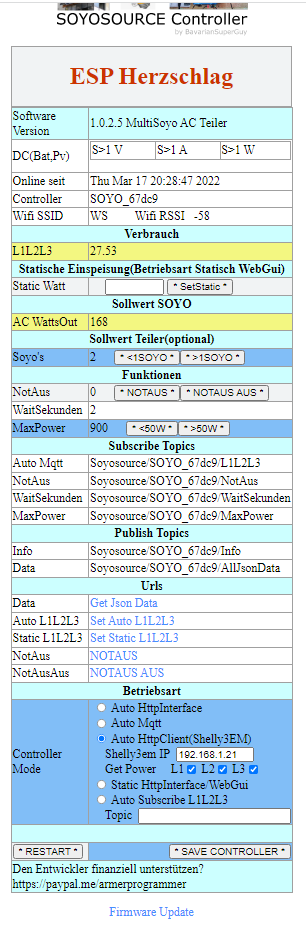 SOYOSOURCE Controller
by BavarianSuperGuy
ESP Herzschlag
Software Version 1.0.2.5 MultiSoyo AC Teiler
DC(Bat,Pv) S>1 V S>1 A S>1 W
Online seit Thu Mar 17 20:28:47 2022
Controller SOYO_67dc9
Wifi SSID WS Wifi RSSI -58
Verbrauch
L1L2L3 27.53
Statische Einspeisung(Betriebsart Statisch WebGui)
Static Watt * SetStatic *
Sollwert SOYO
AC WattsOut 168
Sollwert Teiler(optional)
Soyo's 2 * <1SOYO * * >1SOYO *
Funktionen
NotAus 0 * NOTAUS * * NOTAUS AUS *
WaitSekunden 2
MaxPower 900 * <50W * * >50W *
Subscribe Topics
Auto Mqtt Soyosource/SOYO_67dc9/L1L2L3
NotAus Soyosource/SOYO_67dc9/NotAus
WaitSekunden Soyosource/SOYO_67dc9/WaitSekunden
MaxPower Soyosource/SOYO_67dc9/MaxPower
Publish Topics
Info Soyosource/SOYO_67dc9/Info
Data Soyosource/SOYO_67dc9/AllJsonData
Urls
Data Get Json Data
Auto L1L2L3 Set Auto L1L2L3
Static L1L2L3 Set Static L1L2L3
NotAus NOTAUS
NotAusAus NOTAUS AUS
Betriebsart
Controller Mode
Auto HttpInterface
Auto Mqtt
Auto HttpClient(Shelly3EM)
Shelly3em IP 192.168.1.21
Get Power L1 L2 L3
Static HttpInterface/WebGui
Auto Subscribe L1L2L3
Topic
* RESTART * * SAVE CONTROLLER *
Den Entwickler finanziell unterstützen?
https://paypal.me/armerprogrammer
Firmware Update